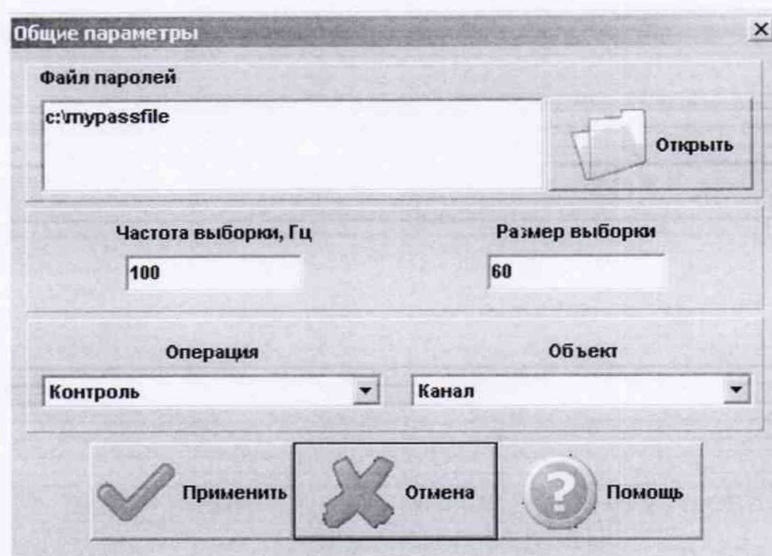 Общие параметры
Файл паролей
c:\mypassfile
Открыть
Частота выборки, Гц
Размер выборки
100
60
Операция
Объект
Контроль
Канал
Применить
Отмена
Помощь